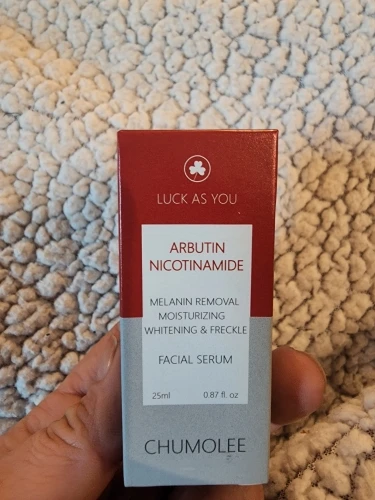 LUCK AS YOU
ARBUTIN
NICOTINAMIDE
MELANIN REMOVAL
MOISTURIZING
WHITENING & FRECKLE
FACIAL SERUM
25ml 0.87 fl. oz
CHUMOLEE